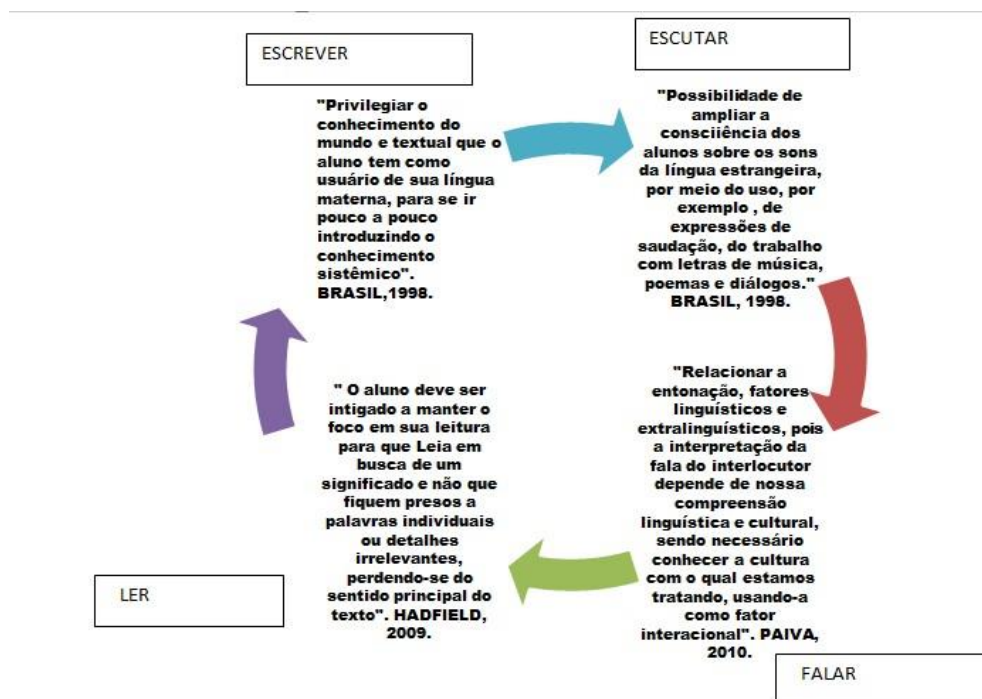 ESCREVER
"Privilegiar o
conhecimento do
mundo e textual que o
aluno tem como
usuário de sua língua
materna, para se ir
pouco a pouco
introduzindo o
conhecimento
sistêmico".
BRASIL,1998.
ESCUTAR
"Possibilidade de
ampliar a
consciiência dos
alunos sobre os sons
da língua estrangeira,
por meio do uso, por
exemplo , de
expressões de
saudação, do trabalho
com letras de música,
poemas e diálogos."
BRASIL, 1998.
"Relacionar a
entonação, fatores
linguísticos e
extralinguísticos, pois
a interpretação da
fala do interlocutor
depende de nossa
compreensão
linguística e cultural,
sendo necessário
conhecer a cultura
com o qual estamos
tratando, usando-a
como fator
interacional". PAIVA,
2010.
FALAR
" O aluno deve ser
intigado a manter o
foco em sua leitura
para que Leia em
busca de um
significado e não que
fiquem presos a
palavras individuais
ou detalhes
irrelevantes,
perdendo-se do
sentido principal do
texto". HADFIELD,
2009.
LER